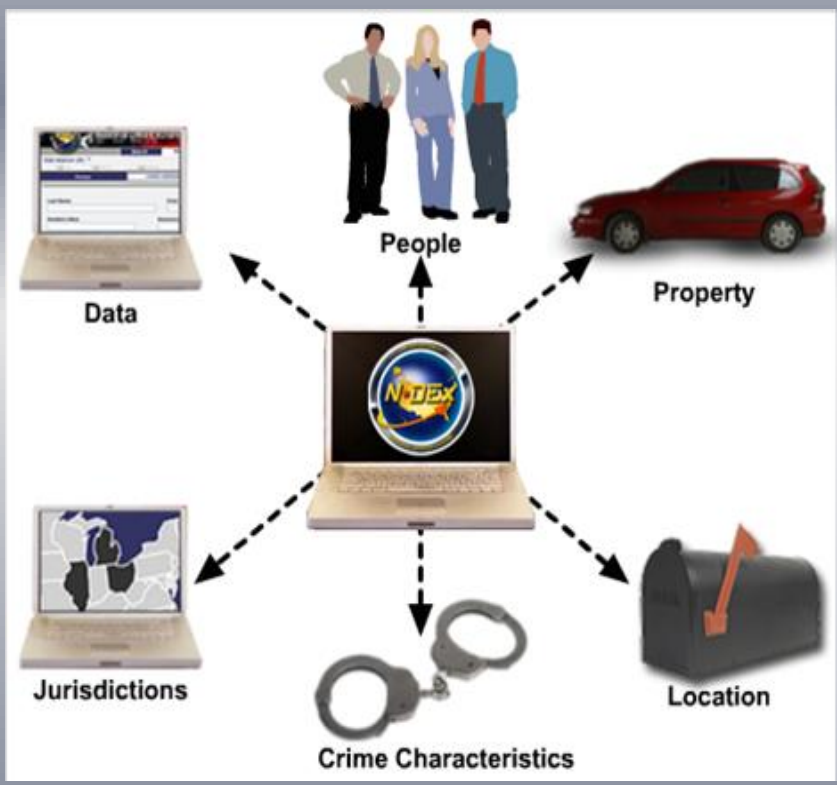 People
Data
Property
N-DEx
Jurisdictions
Location
Crime Characteristics